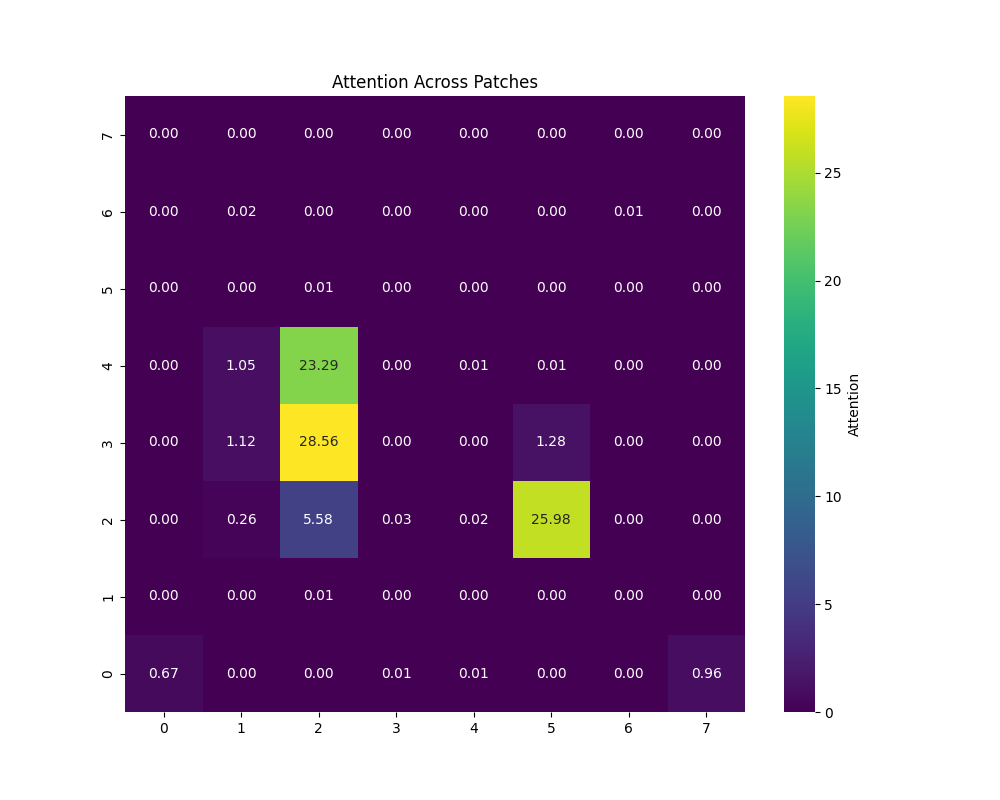 Attention Across Patches
7 0.00 0.00 0.00 0.00 0.00 0.00 0.00 0.00
6 0.00 0.02 0.00 0.00 0.00 0.00 0.01 0.00
5 0.00 0.00 0.01 0.00 0.00 0.00 0.00 0.00
4 0.00 1.05 23.29 0.00 0.01 0.01 0.00 0.00
3 0.00 1.12 28.56 0.00 0.00 1.28 0.00 0.00
2 0.00 0.26 5.58 0.03 0.02 25.98 0.00 0.00
1 0.00 0.00 0.01 0.00 0.00 0.00 0.00 0.00
0 0.67 0.00 0.00 0.01 0.01 0.00 0.00 0.96
0 1 2 3 4 5 6 7
25
20
15
10
5
0
Attention